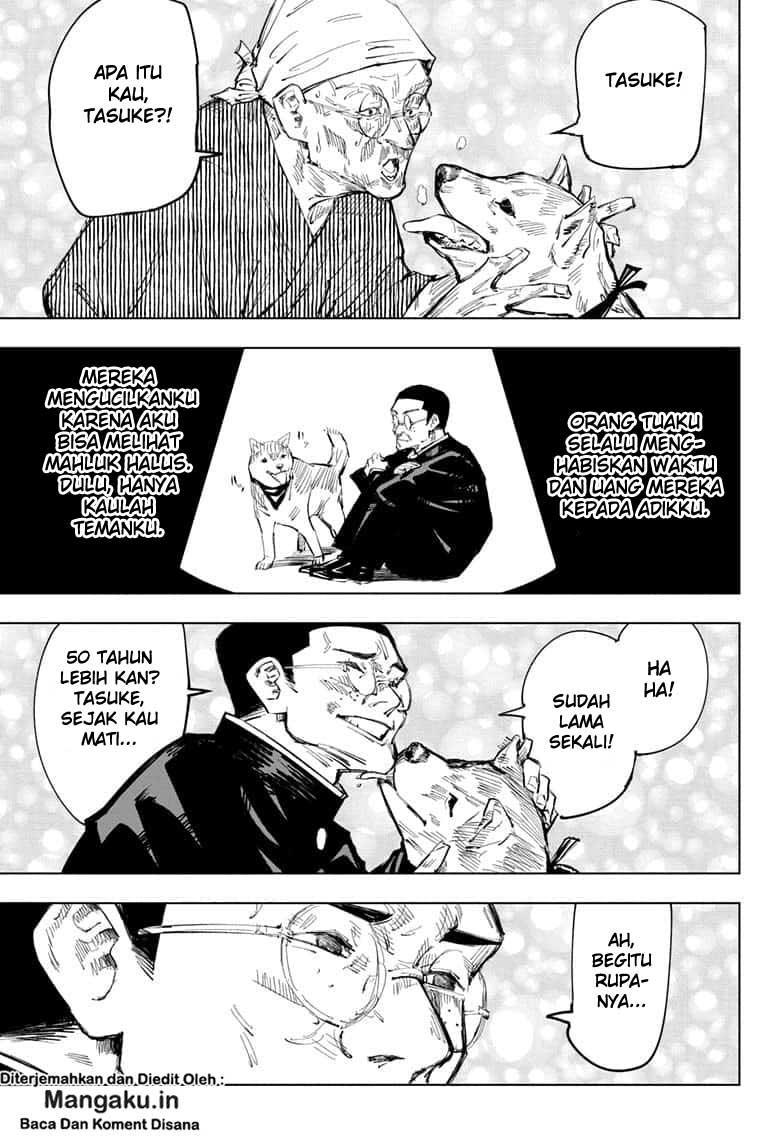 TASUKE!
APA ITU
KAU,
TASUKE?!
ORANG TUAKU
SELALU MENG-
HABISKAN WAKTU
DAN UANG MEREKA
KEPADA ADIKKU.
MEREKA
MENGUCILKANKU
KARENA AKU
BISA MELIHAT
MAHLUK HALUS.
DULU, HANYA
KAULAH
TEMANKU.
HA
HA!
SUDAH
LAMA
SEKALI!
50 TAHUN
LEBIH KAN?
TASUKE,
SEJAK KAU
MATI...
AH,
BEGITU
RUPA-
NYA...
Diterjemahkan dan Diedit Oleh :
Mangaku.in
Baca Dan Koment Disana